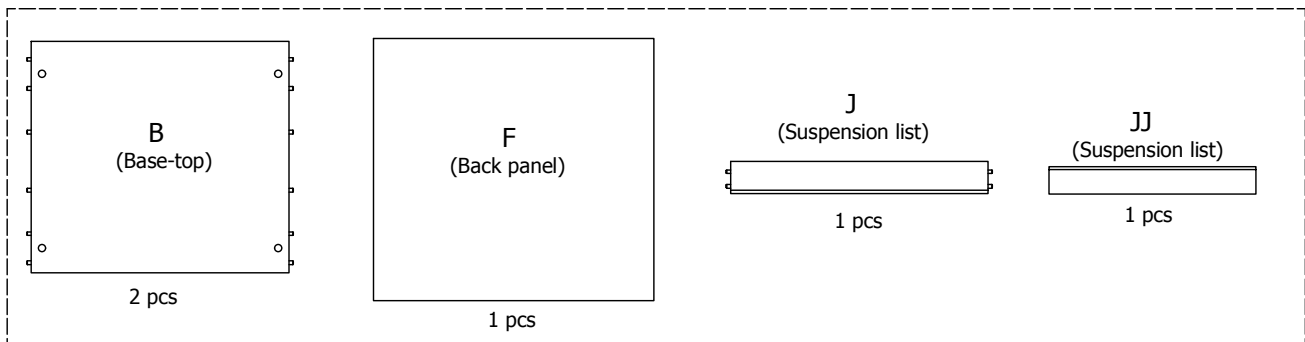 B
(Base-top)
2 pcs
F
(Back panel)
1 pcs
J
(Suspension list)
1 pcs
JJ
(Suspension list)
1 pcs